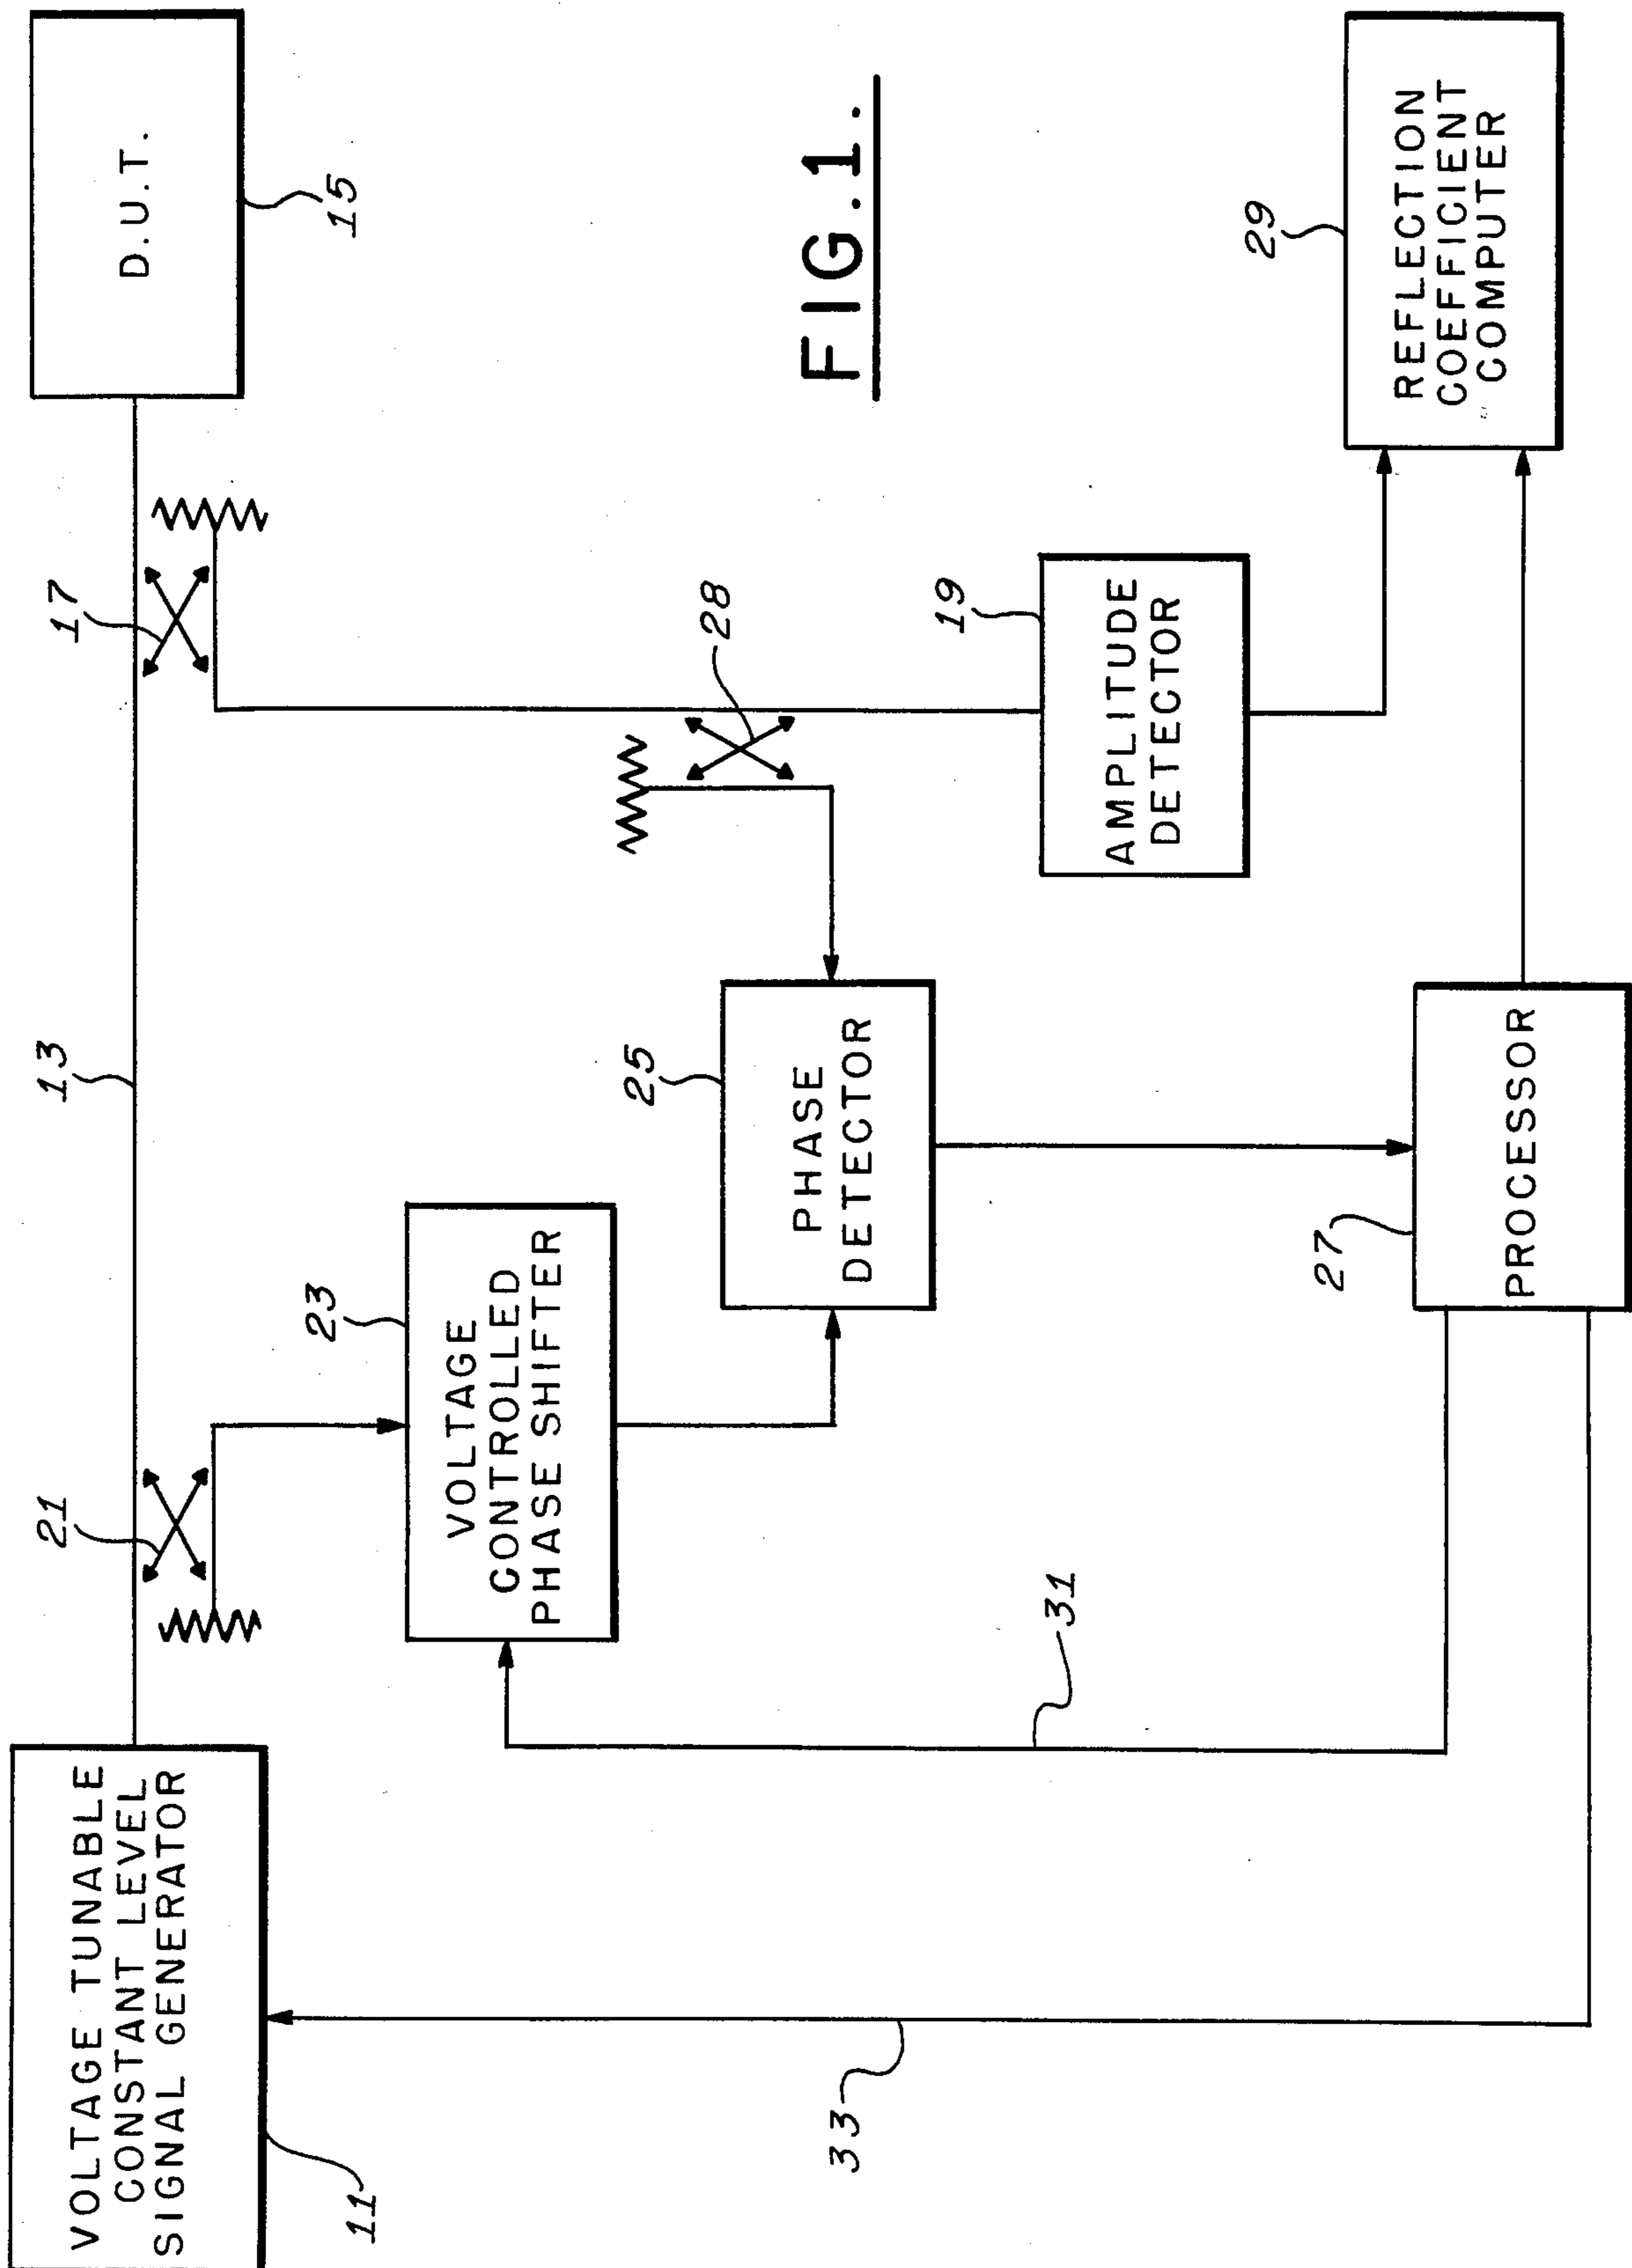 VOLTAGE TUNABLE
CONSTANT LEVEL
SIGNAL GENERATOR
11
13
21
17
D.U.T.
15
VOLTAGE
CONTROLLED
PHASE SHIFTER
23
PHASE
DETECTOR
25
28
AMPLITUDE
DETECTOR
19
FIG.1.
REFLECTION
COEFFICIENT
COMPUTER
29
PROCESSOR
27
31
33